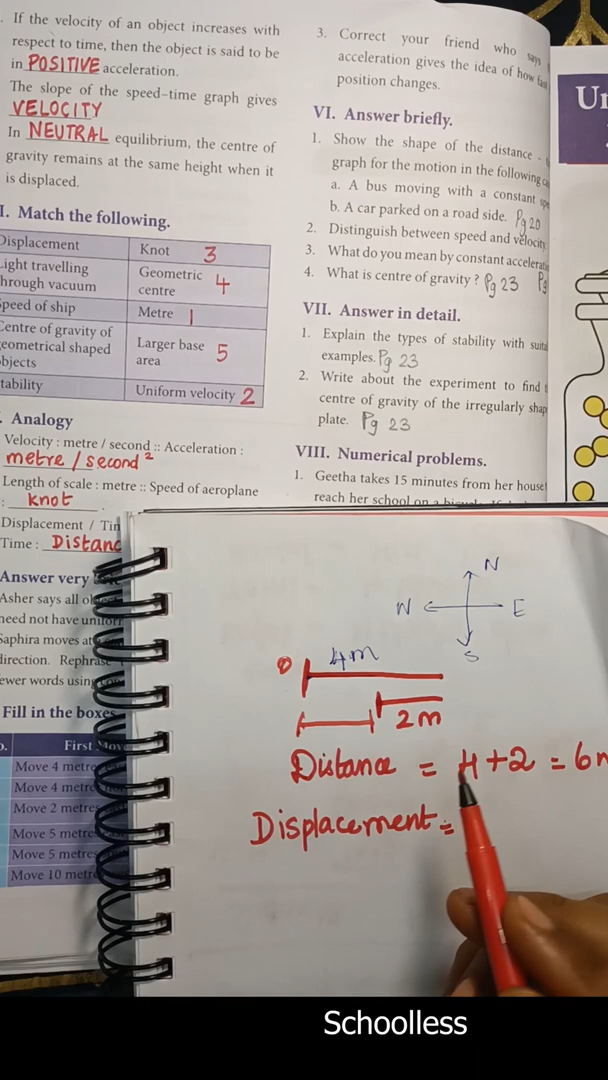 . If the velocity of an object increases with
respect to time, then the object is said to be
in POSITIVE acceleration.
The slope of the speed-time graph gives
VELOCITY
In NEUTRAL equilibrium, the centre of
gravity remains at the same height when it
is displaced.
I. Match the following.
Displacement Knot 3
Light travelling through vacuum Geometric centre 4
Speed of ship Metre 1
Centre of gravity of geometrical shaped objects Larger base area 5
tability Uniform velocity 2
. Analogy
Velocity : metre / second :: Acceleration :
metre / second²
Length of scale : metre :: Speed of aeroplane
: knot .
Displacement / Tim
Time : Distanc
Answer very
Asher says all obje
need not have uniform
Saphira moves at
direction. Rephrase
ewer words using
Fill in the boxes
o. First Mov
Move 4 metre
Move 4 metre
Move 2 metres
Move 5 metres
Move 5 metres
Move 10 metre
3. Correct your friend who says
acceleration gives the idea of how fast
position changes.
VI. Answer briefly.
1. Show the shape of the distance -
graph for the motion in the following
a. A bus moving with a constant
b. A car parked on a road side. Pg 20
2. Distinguish between speed and velocity.
3. What do you mean by constant accelerati
4. What is centre of gravity ? Pg 23 Pg
VII. Answer in detail.
1. Explain the types of stability with suita
examples. Pg 23
2. Write about the experiment to find t
centre of gravity of the irregularly shap
plate. Pg 23
VIII. Numerical problems.
1. Geetha takes 15 minutes from her house
reach her school on a
Un
N
W E
S
4m
2m
Distance = 4+2 = 6m
Displacement =
Schoolless